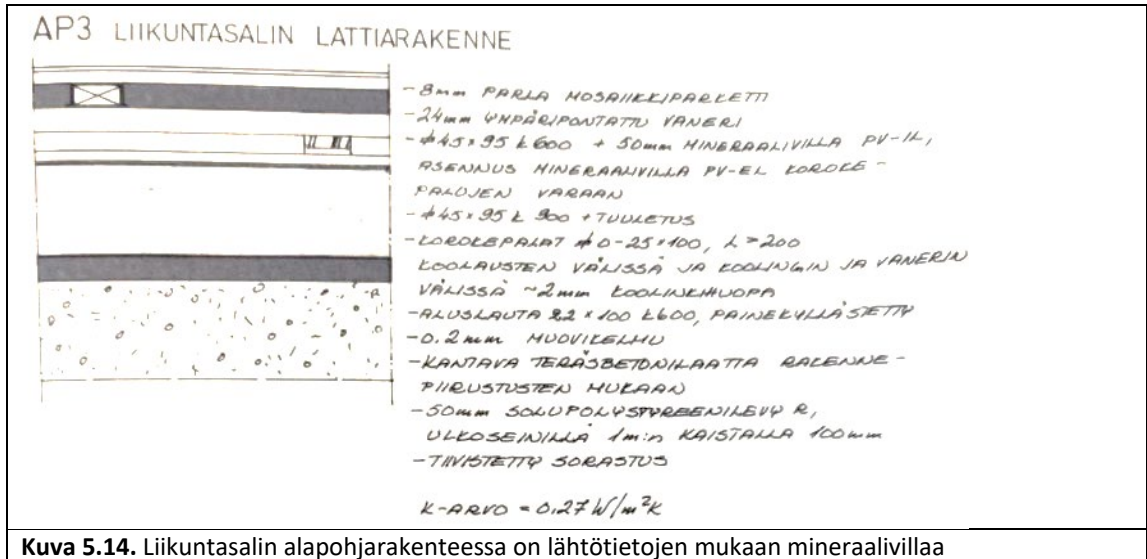 AP3 LIIKUNTASALIN LATTIARAKENNE
- 8mm PARLA MOSAIIKKIPARKETTI
- 24mm YMPÄRIPONTATTU VANERI
- ⌀45×95 k600 + 50mm MINERAALIVILLA PV-IL,
ASENNUS MINERAALIVILLA PV-EL KOROKE-
PALOJEN VARAAN
- ⌀45×95 k 900 + TUULETUS
- KOROKEPALAT ⌀ 0-25×100, L=200
KOOLAUSTEN VÄLISSÄ JA KOOLINGIN JA VANERIN
VÄLISSÄ ~2mm KOOLINKIHUOPA
- ALUSLAUTA 22×100 k600, PAINEKYLLÄSTETTY
- 0.2mm MUOVIKELMU
- KANTAVA TERÄSBETONILAATTA RAKENNE-
PIIRUSTUSTEN MUKAAN
- 50mm SOLUPOLYSTYREENILEVY R,
ULKOSEINILLÄ 1m:n KAISTALLA 100mm
- TIIVISTETTY SORASTUS
K-ARVO = 0,27 W/m²K
Kuva 5.14. Liikuntasalin alapohjarakenteessa on lähtötietojen mukaan mineraalivillaa